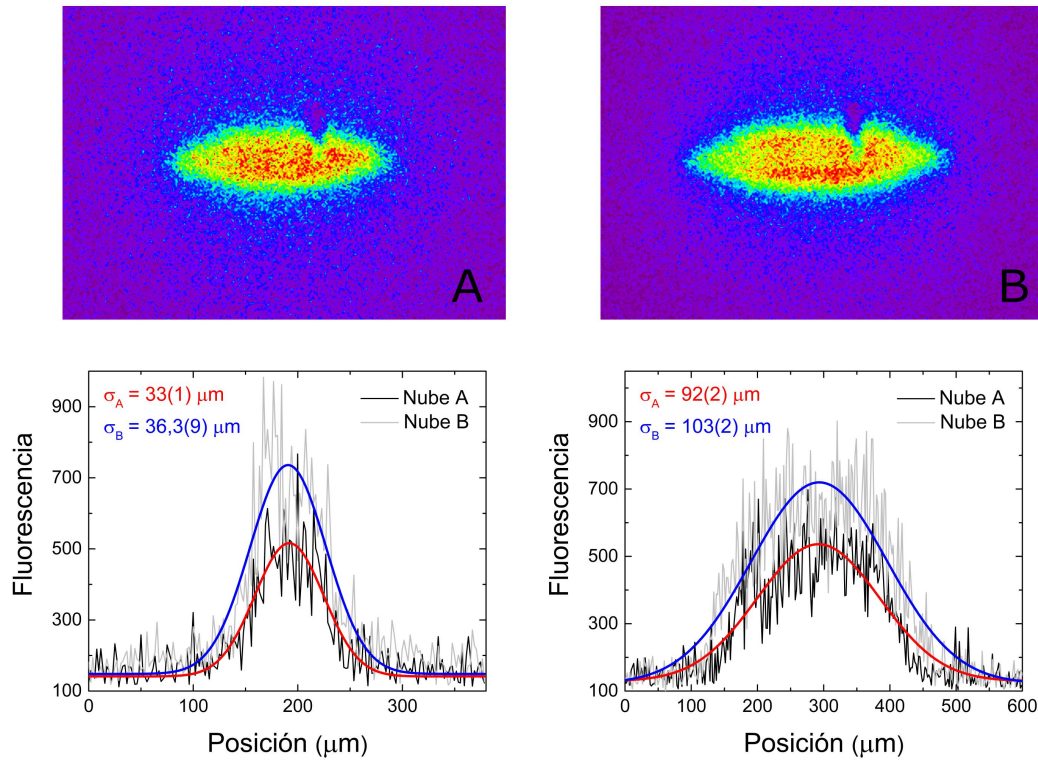 A
B
900
700
500
300
100
σA = 33(1) μm
σB = 36,3(9) μm
Nube A
Nube B
Fluorescencia
0
100
200
300
Posición (μm)
900
700
500
300
100
σA = 92(2) μm
σB = 103(2) μm
Nube A
Nube B
Fluorescencia
0
100
200
300
400
500
600
Posición (μm)